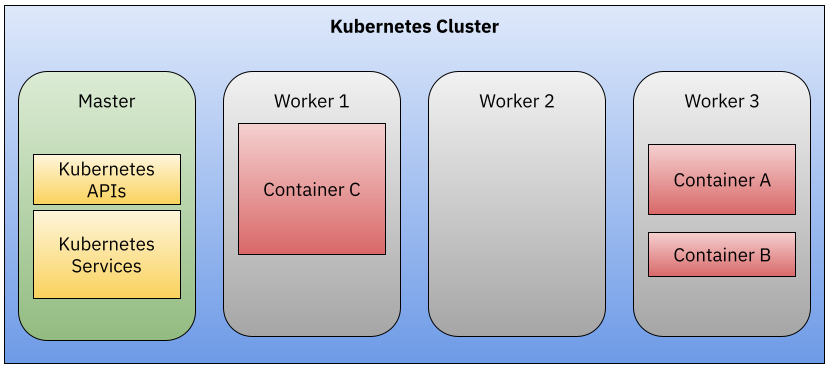 Kubernetes Cluster
Master
Kubernetes
APIs
Kubernetes
Services
Worker 1
Container C
Worker 2
Worker 3
Container A
Container B